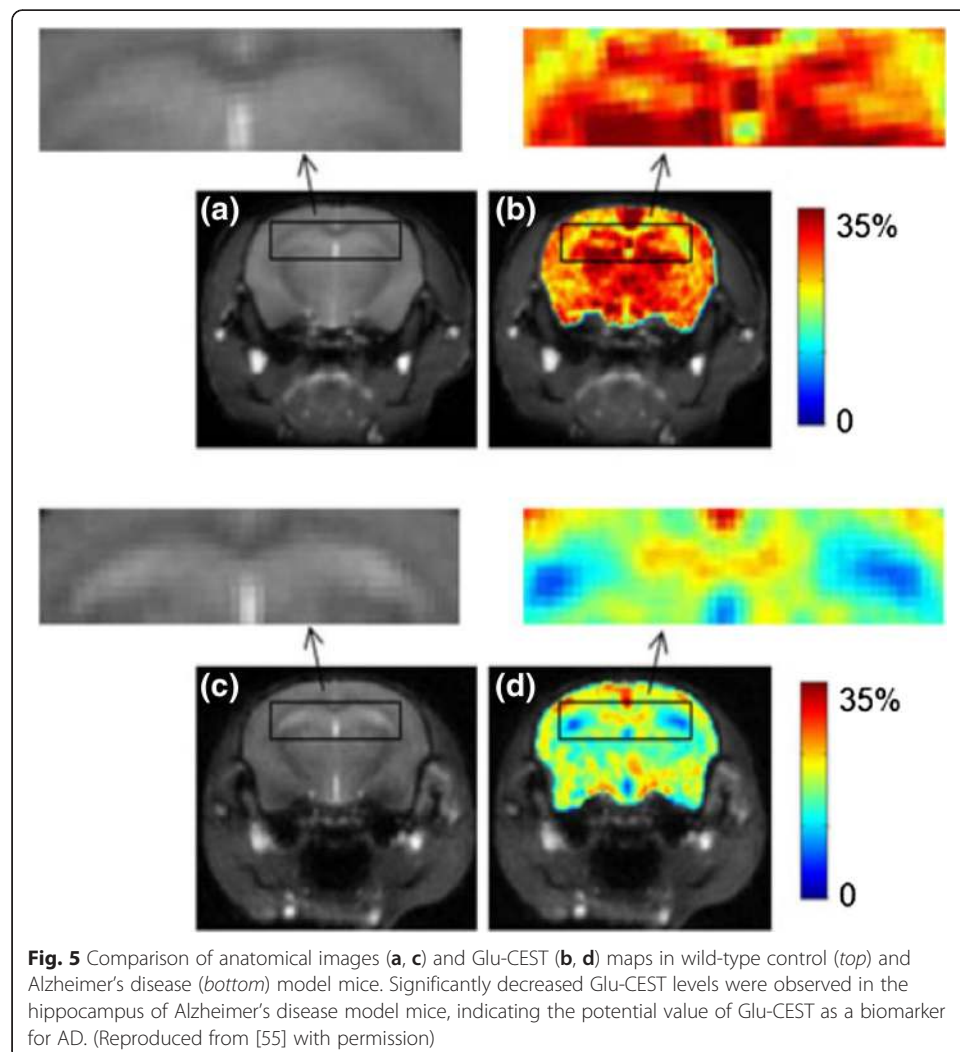 (a)
(b)
35%
0
(c)
(d)
35%
0
Fig. 5 Comparison of anatomical images (a, c) and Glu-CEST (b, d) maps in wild-type control (top) and
Alzheimer's disease (bottom) model mice. Significantly decreased Glu-CEST levels were observed in the
hippocampus of Alzheimer's disease model mice, indicating the potential value of Glu-CEST as a biomarker
for AD. (Reproduced from [55] with permission)